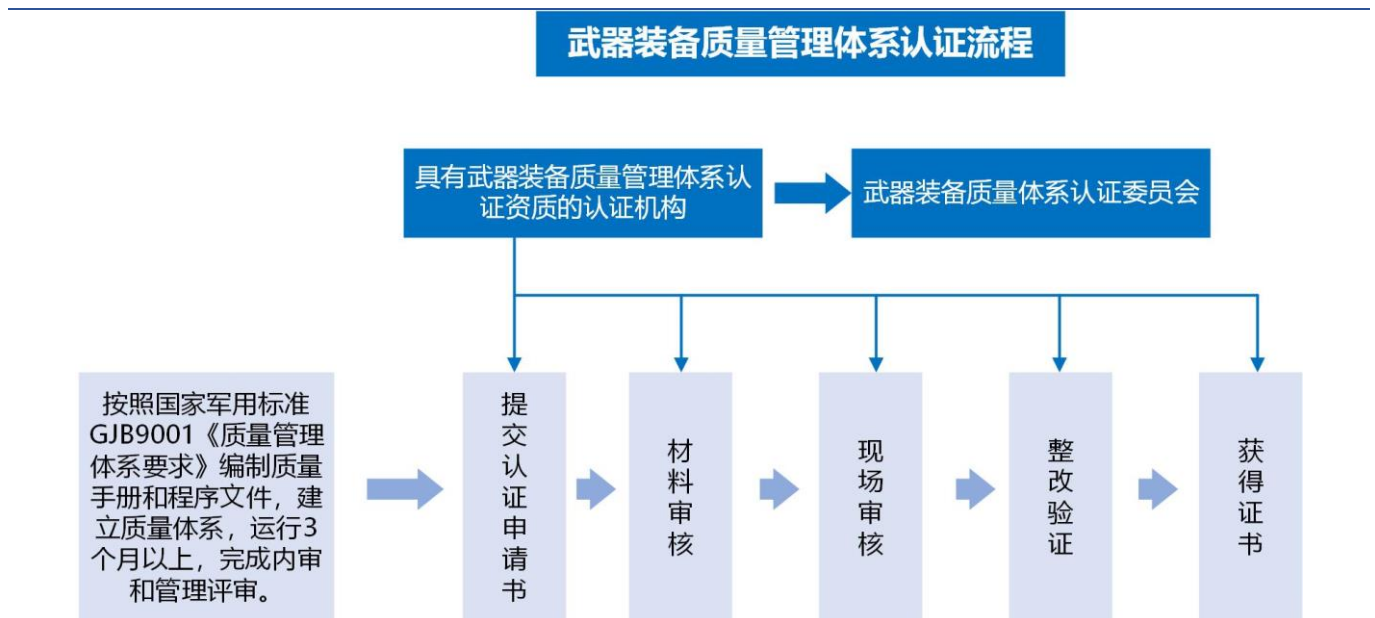 武器装备质量管理体系认证流程
具有武器装备质量管理体系认
证资质的认证机构
武器装备质量体系认证委员会
按照国家军用标准
GJB9001《质量管理
体系要求》编制质量
手册和程序文件，建
立质量体系，运行3
个月以上，完成内审
和管理评审。
提交认证申请书
材料审核
现场审核
整改验证
获得证书